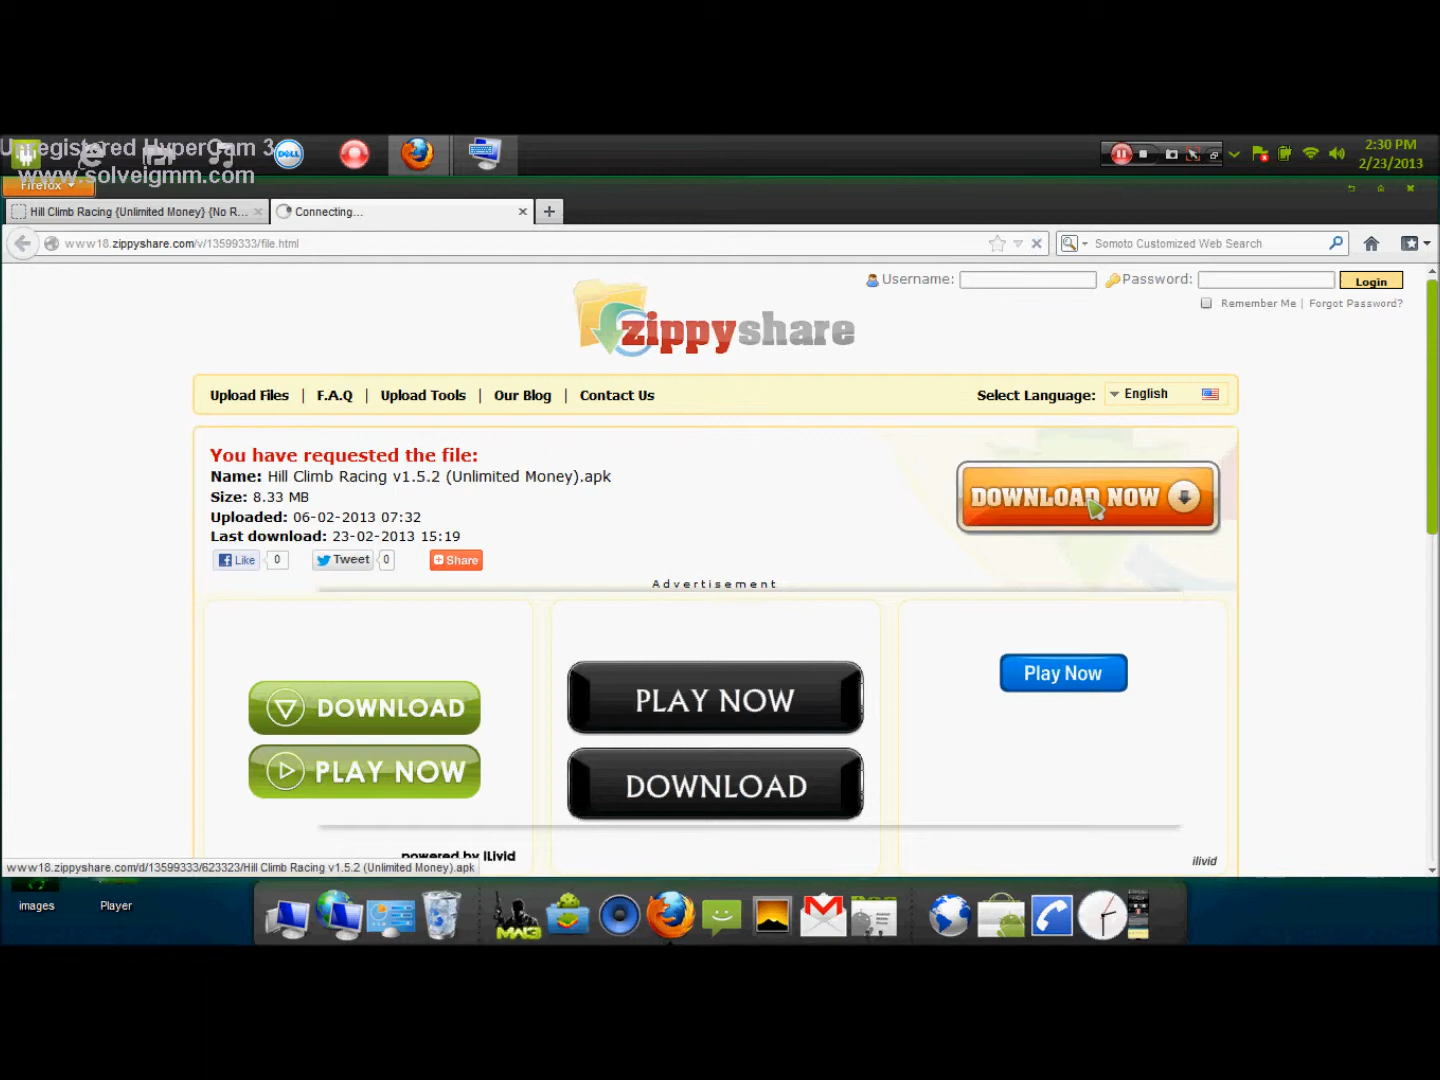 Unregistered HyperCam 3
www.solveigmm.com
2:30 PM
2/23/2013
DELL
Firefox
Hill Climb Racing {Unlimited Money} {No R...
Connecting...
www18.zippyshare.com/v/13599333/file.html
Somoto Customized Web Search
Username:
Password:
Login
Remember Me | Forgot Password?
zippyshare
Upload Files | F.A.Q | Upload Tools | Our Blog | Contact Us
Select Language: English
You have requested the file:
Name: Hill Climb Racing v1.5.2 (Unlimited Money).apk
Size: 8.33 MB
Uploaded: 06-02-2013 07:32
Last download: 23-02-2013 15:19
DOWNLOAD NOW
Like 0 Tweet 0 Share
Advertisement
DOWNLOAD
PLAY NOW
PLAY NOW
DOWNLOAD
Play Now
powered by iLivid
ilivid
www18.zippyshare.com/d/13599333/623323/Hill Climb Racing v1.5.2 (Unlimited Money).apk
images
Player
MW3